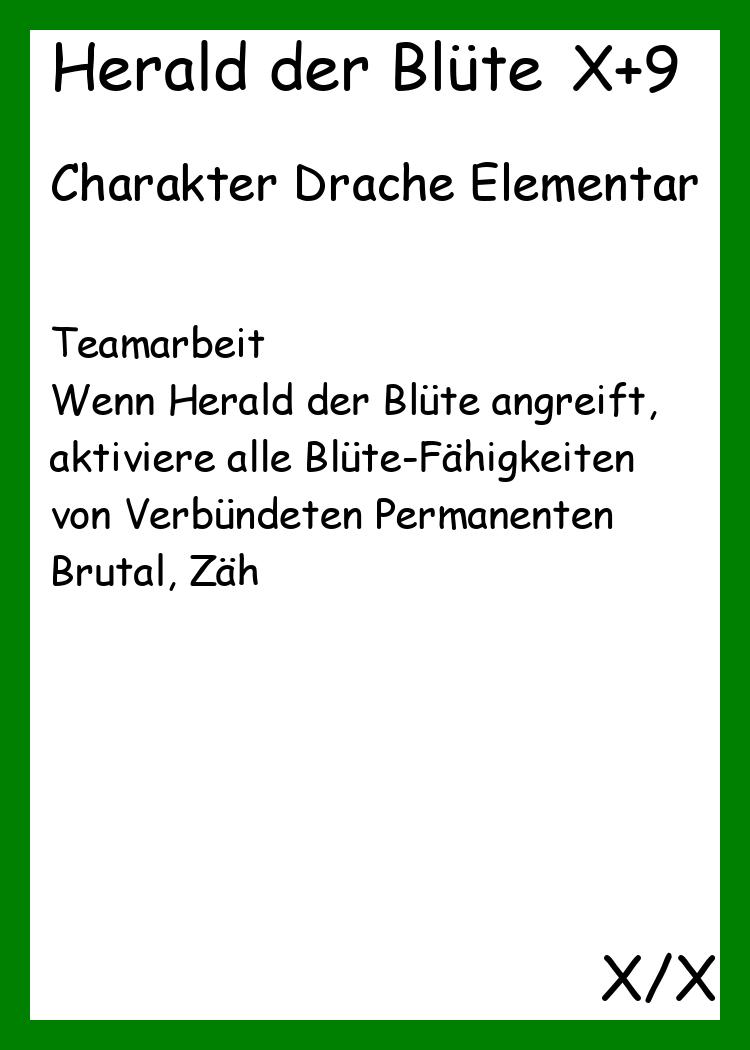 Herald der Blüte X+9
Charakter Drache Elementar
Teamarbeit
Wenn Herald der Blüte angreift,
aktiviere alle Blüte-Fähigkeiten
von Verbündeten Permanenten
Brutal, Zäh
X/X